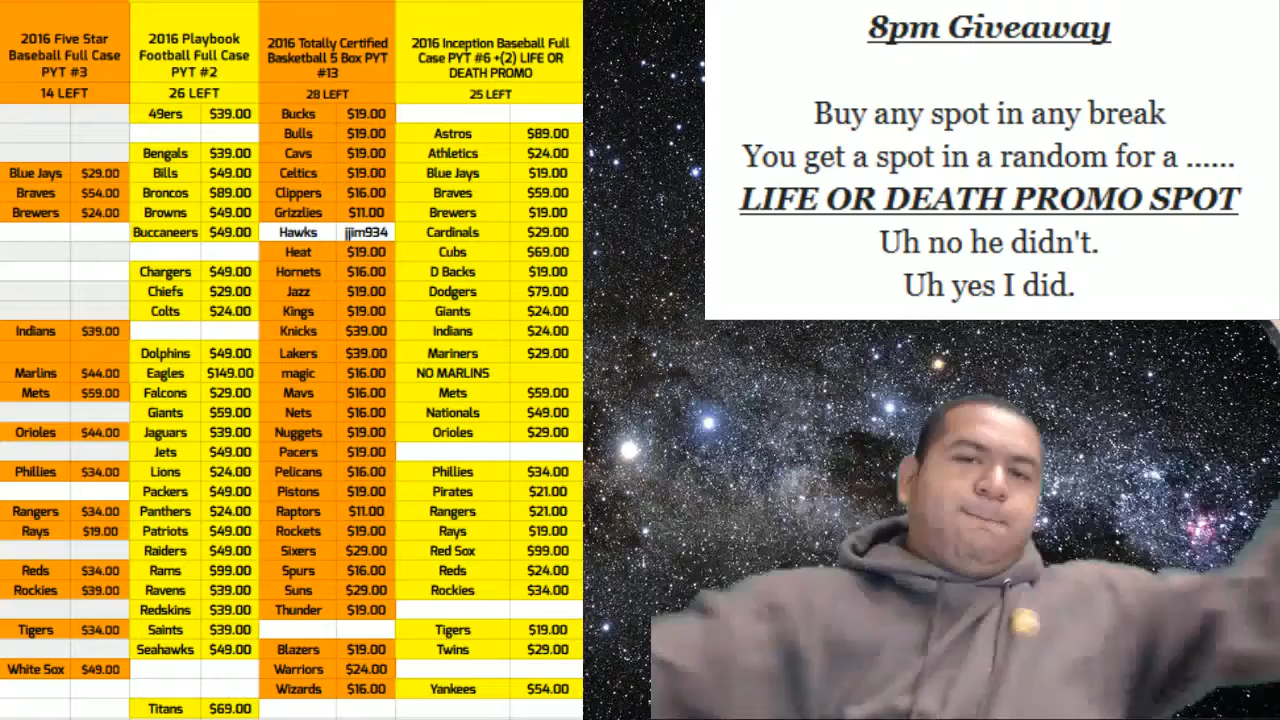 2016 Five Star
Baseball Full Case
PYT #3
14 LEFT
Blue Jays $29.00
Braves $54.00
Brewers $24.00
Indians $39.00
Marlins $44.00
Mets $59.00
Orioles $44.00
Phillies $34.00
Rangers $34.00
Rays $19.00
Reds $34.00
Rockies $39.00
Tigers $34.00
White Sox $49.00
2016 Playbook
Football Full Case
PYT #2
26 LEFT
49ers $39.00
Bengals $39.00
Bills $49.00
Broncos $89.00
Browns $49.00
Buccaneers $49.00
Chargers $49.00
Chiefs $29.00
Colts $24.00
Dolphins $49.00
Eagles $149.00
Falcons $29.00
Giants $59.00
Jaguars $39.00
Jets $49.00
Lions $24.00
Packers $49.00
Panthers $24.00
Patriots $49.00
Raiders $49.00
Rams $99.00
Ravens $39.00
Redskins $39.00
Saints $39.00
Seahawks $49.00
Titans $69.00
2016 Totally Certified
Basketball 5 Box PYT
#13
28 LEFT
Bucks $19.00
Bulls $19.00
Cavs $19.00
Celtics $19.00
Clippers $16.00
Grizzlies $11.00
Hawks jjim934
Heat $19.00
Hornets $16.00
Jazz $19.00
Kings $19.00
Knicks $39.00
Lakers $39.00
magic $16.00
Mavs $16.00
Nets $16.00
Nuggets $19.00
Pacers $19.00
Pelicans $16.00
Pistons $19.00
Raptors $11.00
Rockets $19.00
Sixers $29.00
Spurs $16.00
Suns $29.00
Thunder $19.00
Blazers $19.00
Warriors $24.00
Wizards $16.00
2016 Inception Baseball Full
Case PYT #6 +(2) LIFE OR
DEATH PROMO
25 LEFT
Astros $89.00
Athletics $24.00
Blue Jays $19.00
Braves $59.00
Brewers $19.00
Cardinals $29.00
Cubs $69.00
D Backs $19.00
Dodgers $79.00
Giants $24.00
Indians $24.00
Mariners $29.00
NO MARLINS
Mets $59.00
Nationals $49.00
Orioles $29.00
Phillies $34.00
Pirates $21.00
Rangers $21.00
Rays $19.00
Red Sox $99.00
Reds $24.00
Rockies $34.00
Tigers $19.00
Twins $29.00
Yankees $54.00
8pm Giveaway
Buy any spot in any break
You get a spot in a random for a ......
LIFE OR DEATH PROMO SPOT
Uh no he didn't.
Uh yes I did.